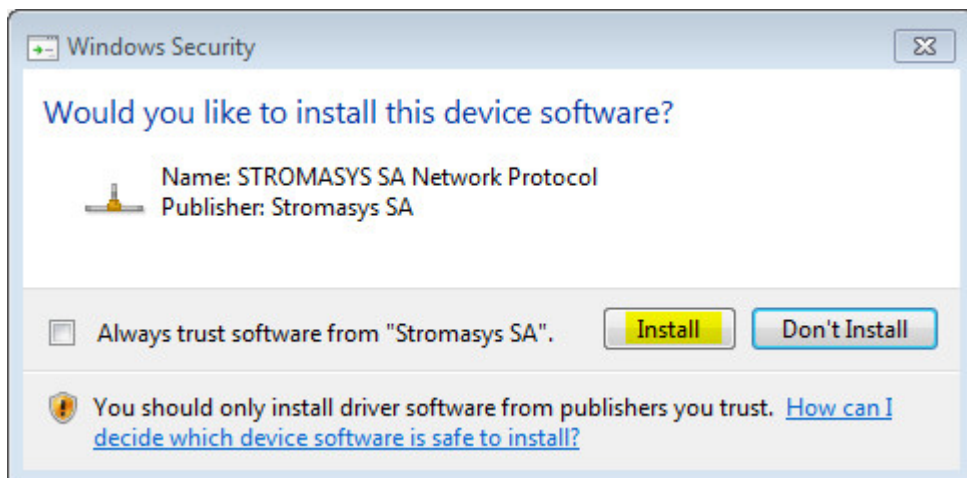 Windows Security
Would you like to install this device software?
Name: STROMASYS SA Network Protocol
Publisher: Stromasys SA
Always trust software from "Stromasys SA".
Install
Don't Install
You should only install driver software from publishers you trust. How can I
decide which device software is safe to install?